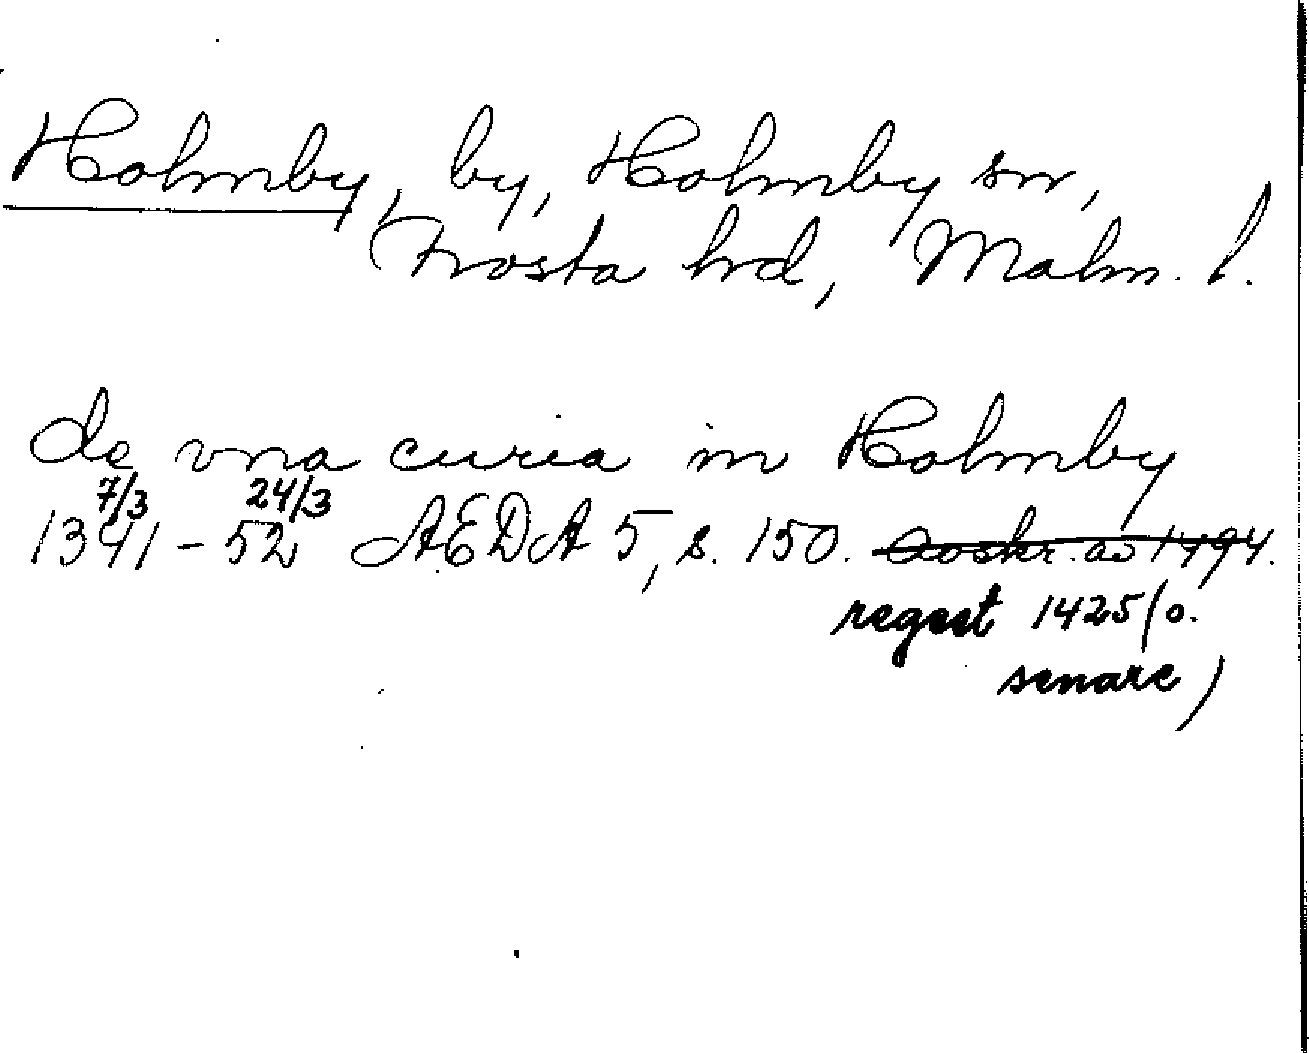 Holmby, by, Holmby sn,
Frosta hd, Malm. l.
de vna curia in Holmby
7/3 24/3
1341-52 AEDA 5, s. 150. Avskr. av 1494.
regest 1425 (o.
senare)